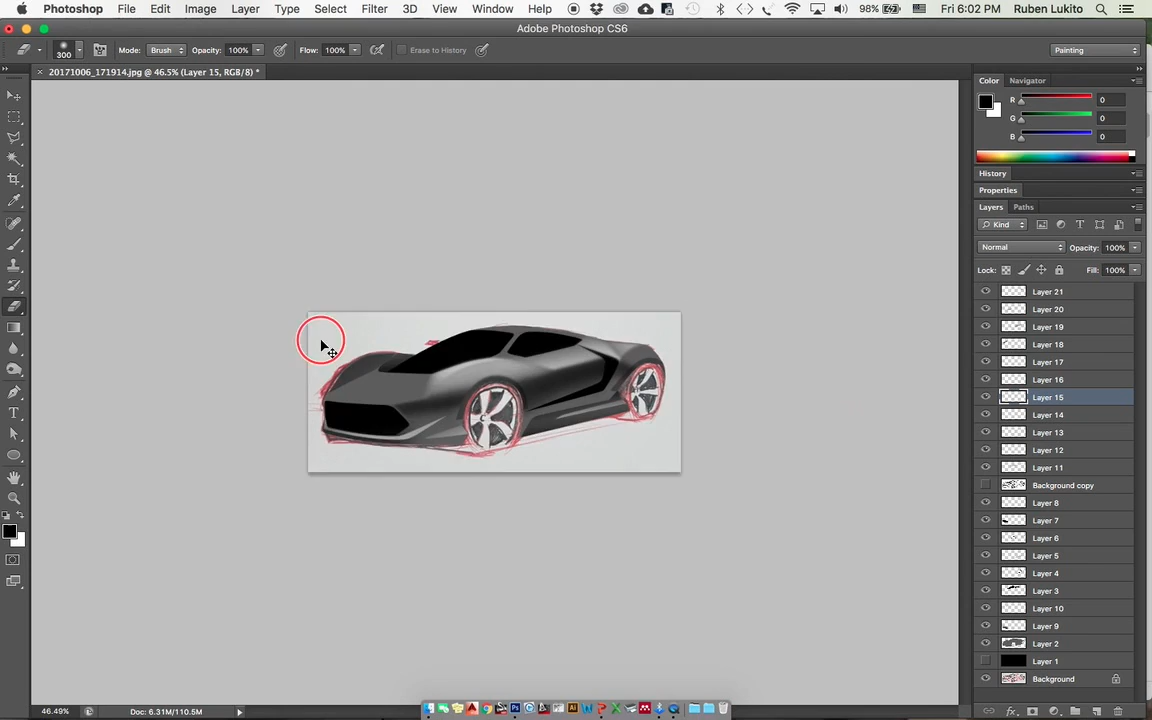 Photoshop File Edit Image Layer Type Select Filter 3D View Window Help 98% Fri 6:02 PM Ruben Lukito
Adobe Photoshop CS6
300 Mode: Brush Opacity: 100% Flow: 100% Erase to History Painting
× 20171006_171914.jpg @ 46.5% (Layer 15, RGB/8) *
Color Navigator
R 0
G 0
B 0
History
Properties
Layers Paths
Kind
Normal Opacity: 100%
Lock: Fill: 100%
Layer 21
Layer 20
Layer 19
Layer 18
Layer 17
Layer 16
Layer 15
Layer 14
Layer 13
Layer 12
Layer 11
Background copy
Layer 8
Layer 7
Layer 6
Layer 5
Layer 4
Layer 3
Layer 10
Layer 9
Layer 2
Layer 1
Background
46.49% Doc: 6.31M/110.5M